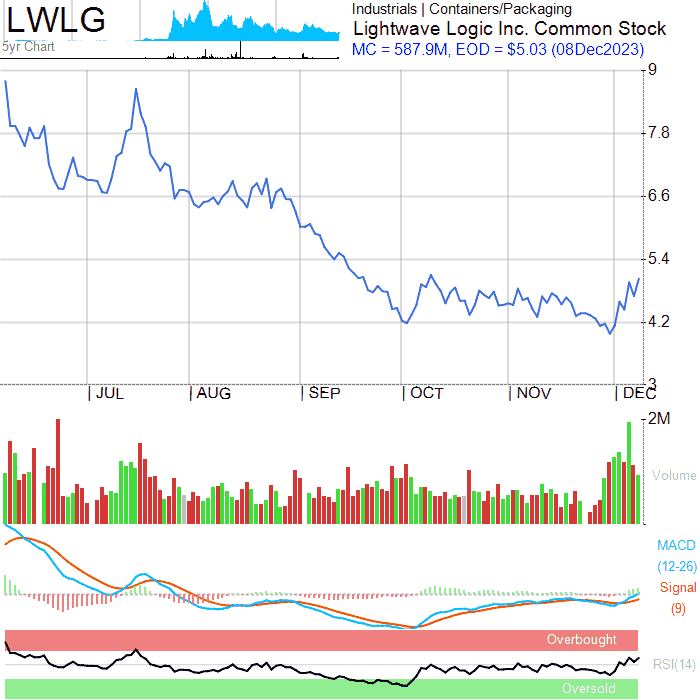 LWLG
5yr Chart
Industrials | Containers/Packaging
Lightwave Logic Inc. Common Stock
MC = 587.9M, EOD = $5.03 (08Dec2023)
9
7.8
6.6
5.4
4.2
3
JUL
AUG
SEP
OCT
NOV
DEC
2M
Volume
MACD
(12-26)
Signal
(9)
Overbought
RSI(14)
Oversold